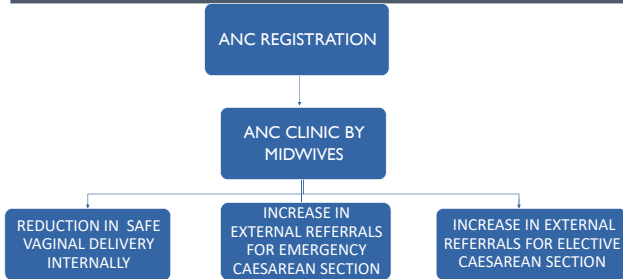 ANC REGISTRATION
ANC CLINIC BY
MIDWIVES
REDUCTION IN SAFE
VAGINAL DELIVERY
INTERNALLY
INCREASE IN
EXTERNAL REFERRALS
FOR EMERGENCY
CAESAREAN SECTION
INCREASE IN EXTERNAL
REFERRALS FOR ELECTIVE
CAESAREAN SECTION